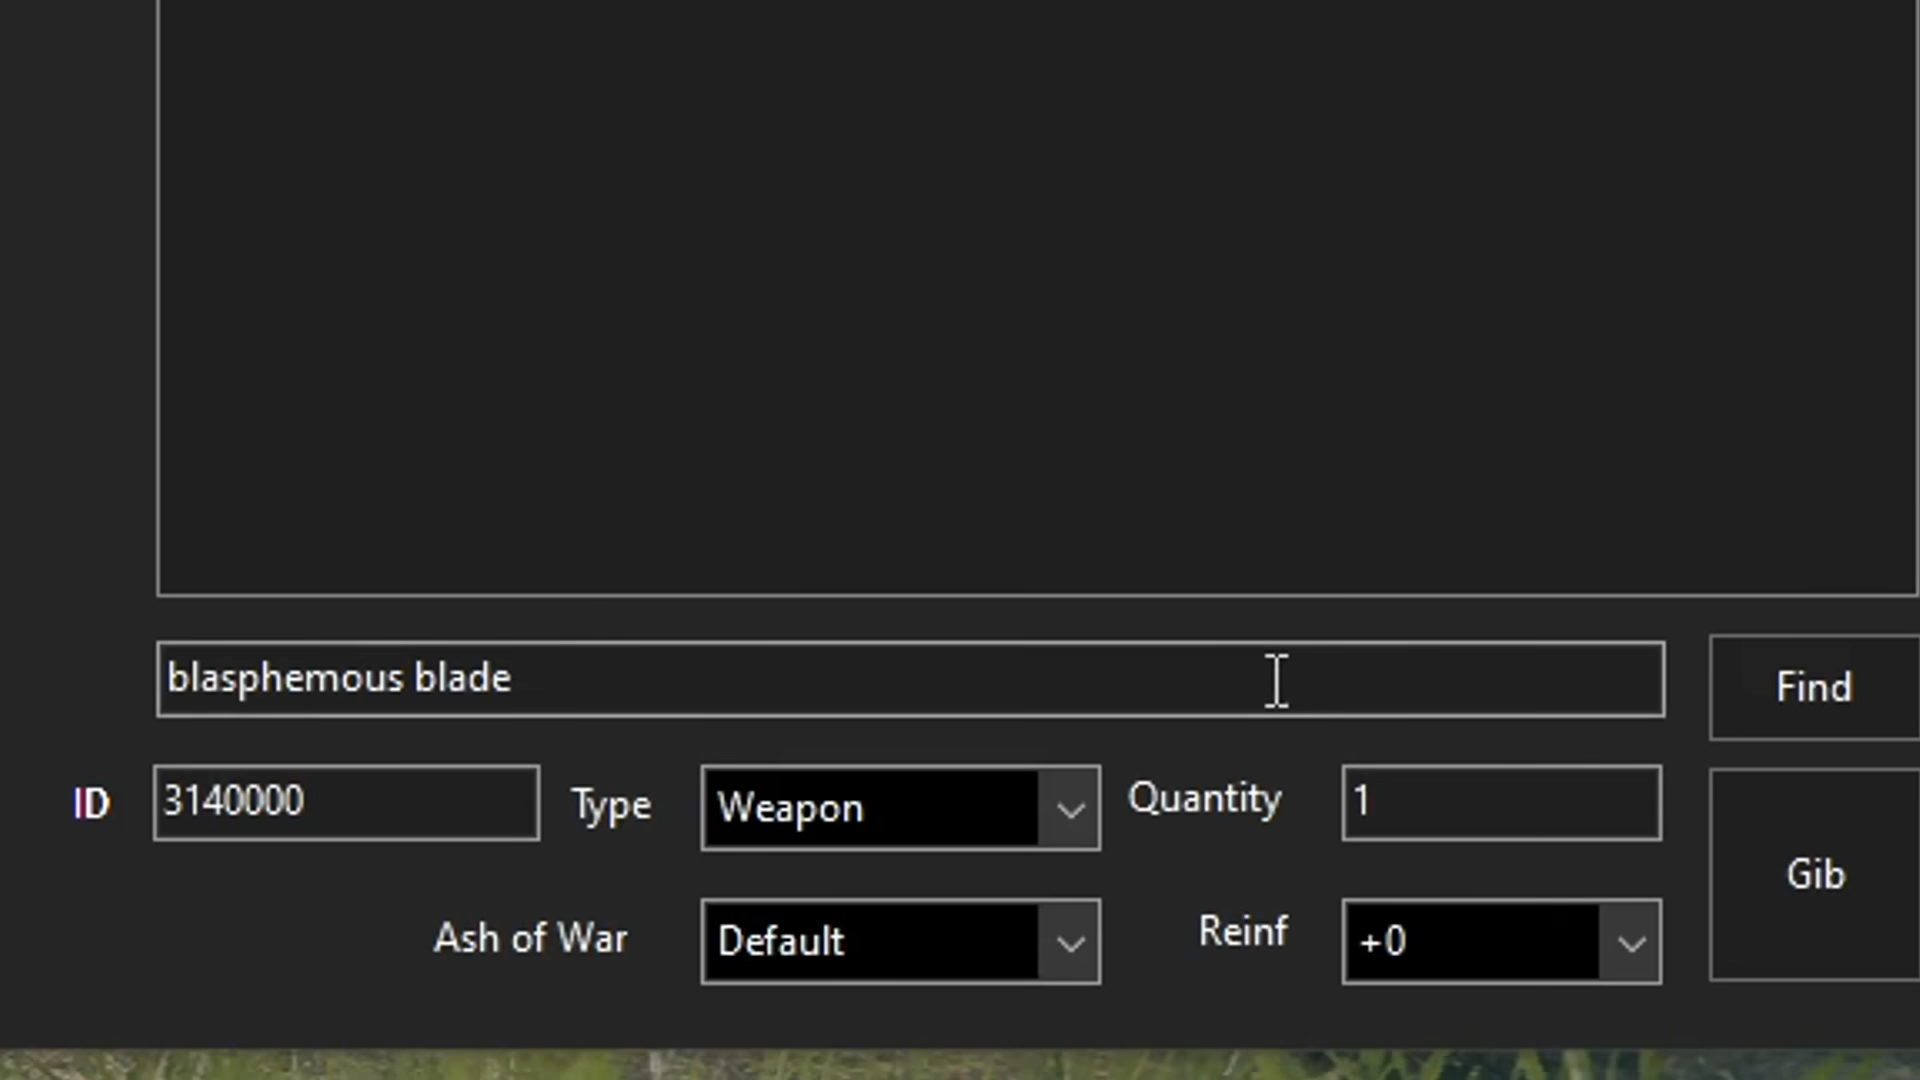 blasphemous blade
Find
ID 3140000 Type Weapon Quantity 1
Gib
Ash of War Default Reinf +0